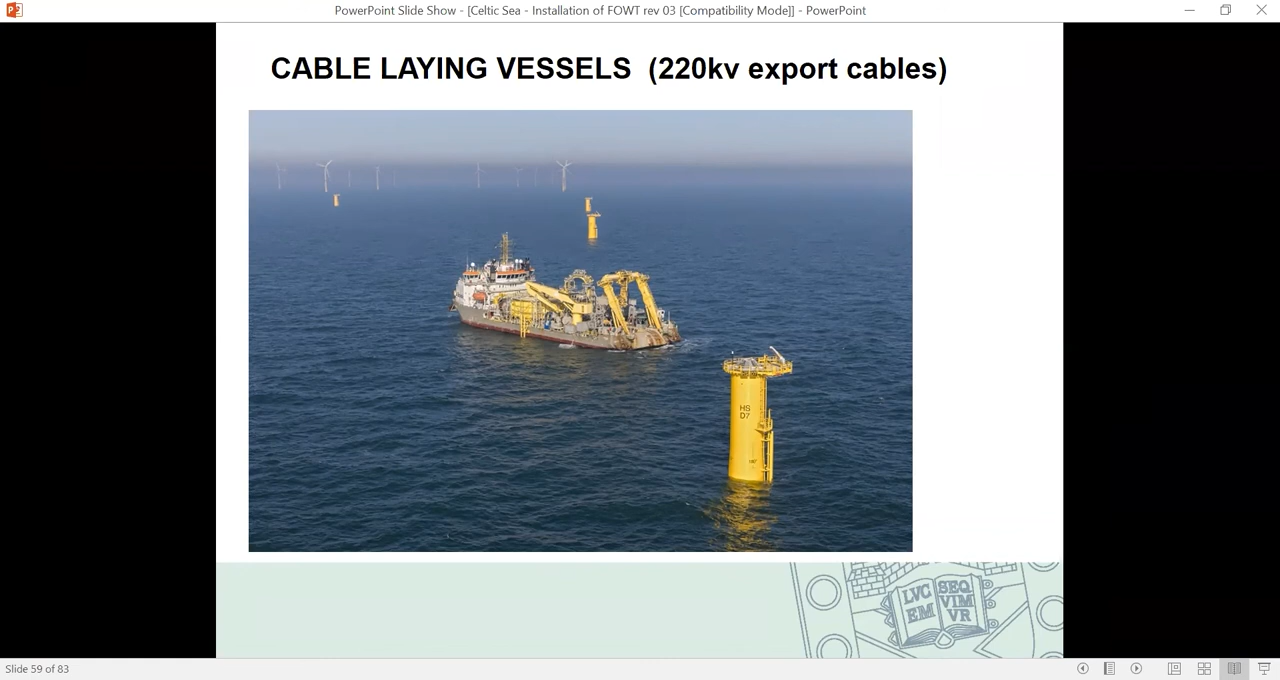 PowerPoint Slide Show - [Celtic Sea - Installation of FOWT rev 03 [Compatibility Mode]] - PowerPoint
CABLE LAYING VESSELS (220kv export cables)
HS
D7
LVC
EM
SEQ
VIM
VR
Slide 59 of 83